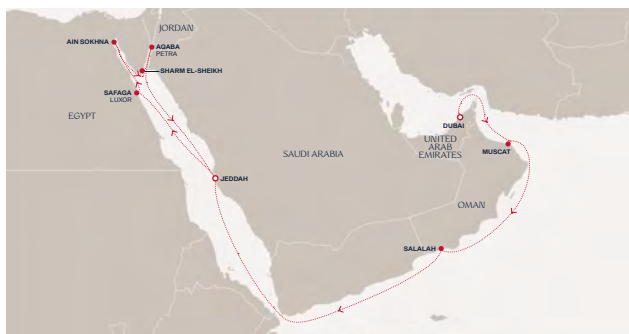 JORDAN
AIN SOKHNA
AQABA
PETRA
SHARM EL-SHEIKH
SAFAGA
LUXOR
EGYPT
DUBAI
UNITED
ARAB
EMIRATES
MUSCAT
SAUDI ARABIA
JEDDAH
OMAN
SALALAH